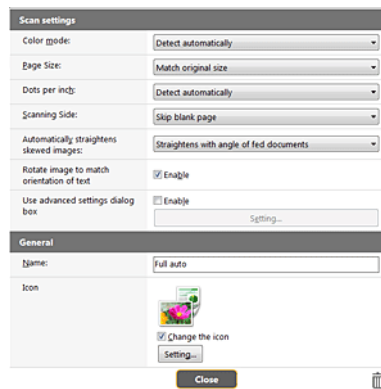 Scan settings
Color mode:
Detect automatically
Page Size:
Match original size
Dots per inch:
Detect automatically
Scanning Side:
Skip blank page
Automatically straightens
skewed images:
Straightens with angle of fed documents
Rotate image to match
orientation of text
Enable
Use advanced settings dialog
box
Enable
Setting...
General
Name:
Full auto
Icon
Change the icon
Setting...
Close